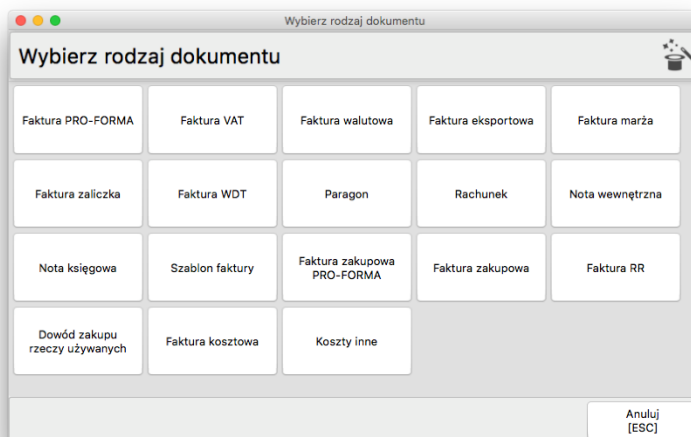 Wybierz rodzaj dokumentu
Wybierz rodzaj dokumentu
Faktura PRO-FORMA
Faktura VAT
Faktura walutowa
Faktura eksportowa
Faktura marża
Faktura zaliczka
Faktura WDT
Paragon
Rachunek
Nota wewnętrzna
Nota księgowa
Szablon faktury
Faktura zakupowa
PRO-FORMA
Faktura zakupowa
Faktura RR
Dowód zakupu
rzeczy używanych
Faktura kosztowa
Koszty inne
Anuluj
[ESC]